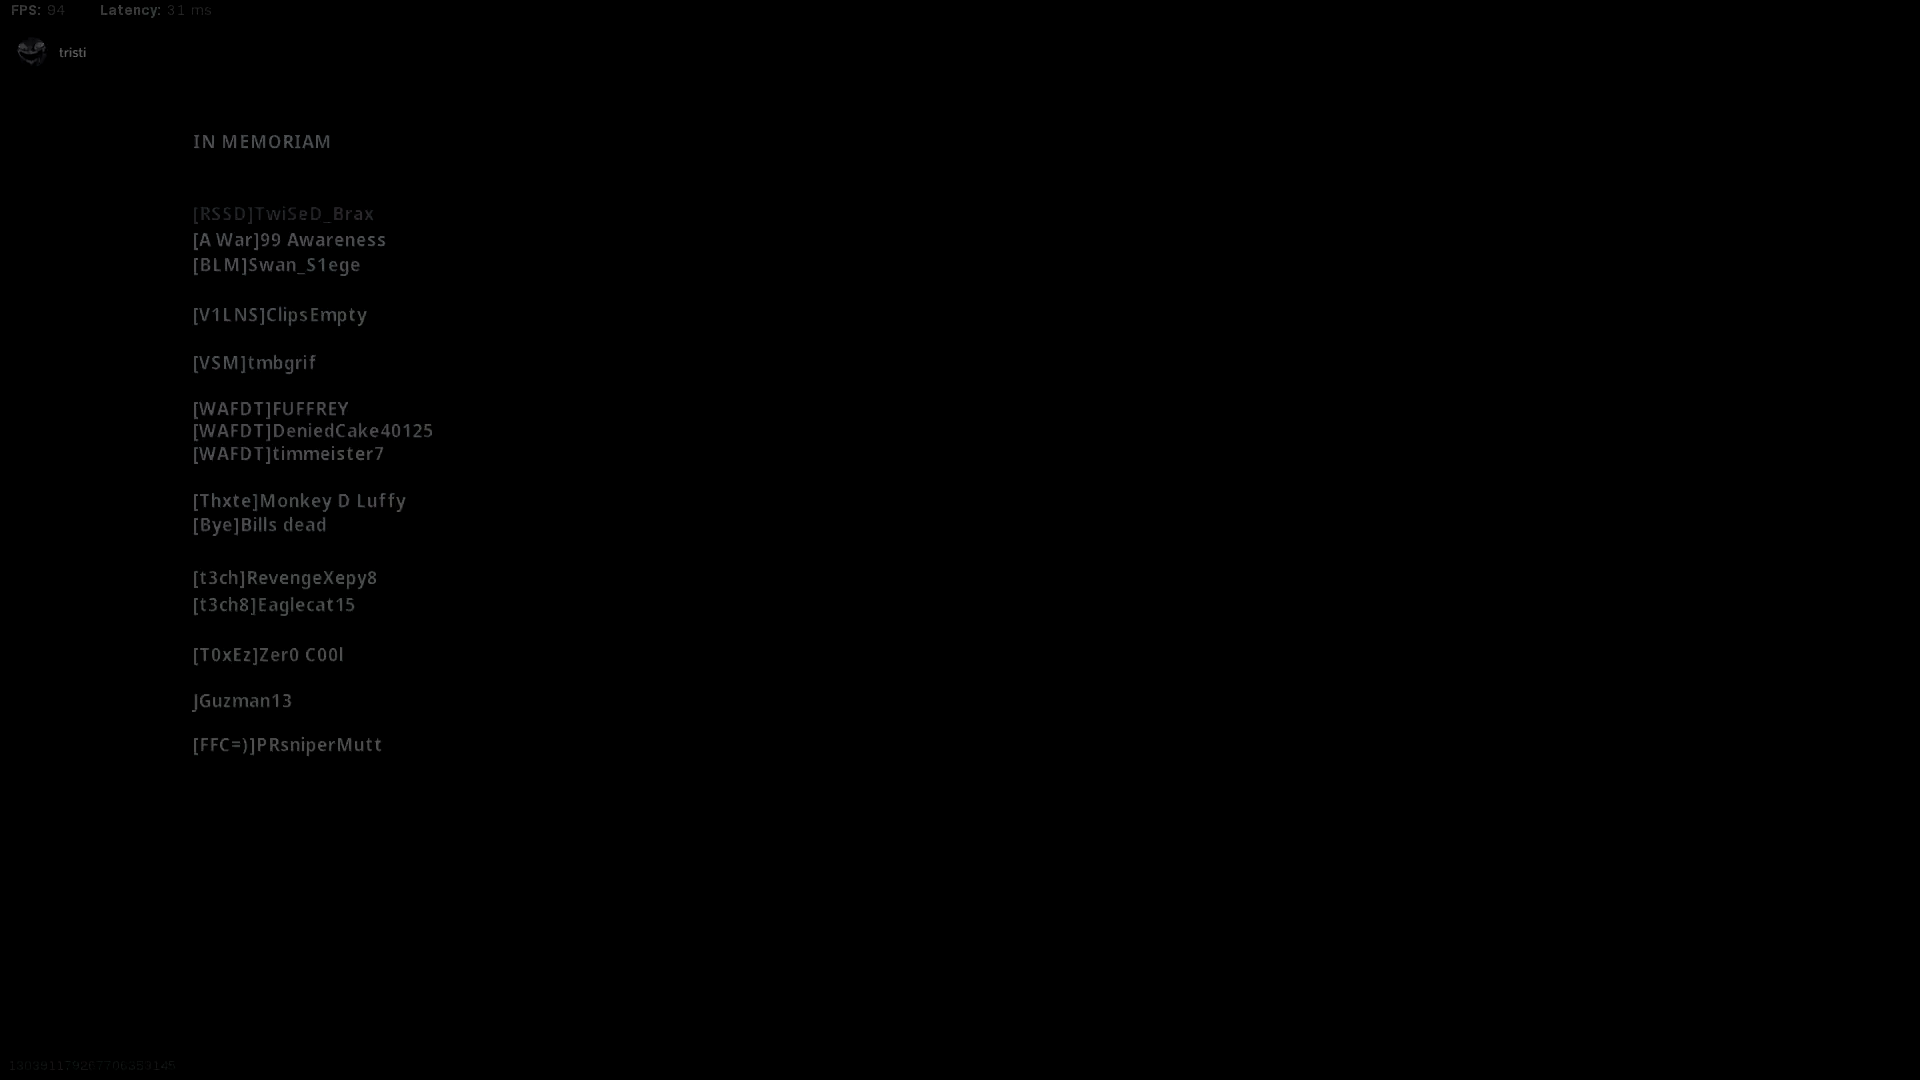 FPS: 94 Latency: 31 ms
tristi
IN MEMORIAM
[RSSD]TwiSeD_Brax
[A War]99 Awareness
[BLM]Swan_S1ege
[V1LNS]ClipsEmpty
[VSM]tmbgrif
[WAFDT]FUFFREY
[WAFDT]DeniedCake40125
[WAFDT]timmeister7
[Thxte]Monkey D Luffy
[Bye]Bills dead
[t3ch]RevengeXepy8
[t3ch8]Eaglecat15
[T0xEz]Zer0 C00l
JGuzman13
[FFC=)]PRsniperMutt